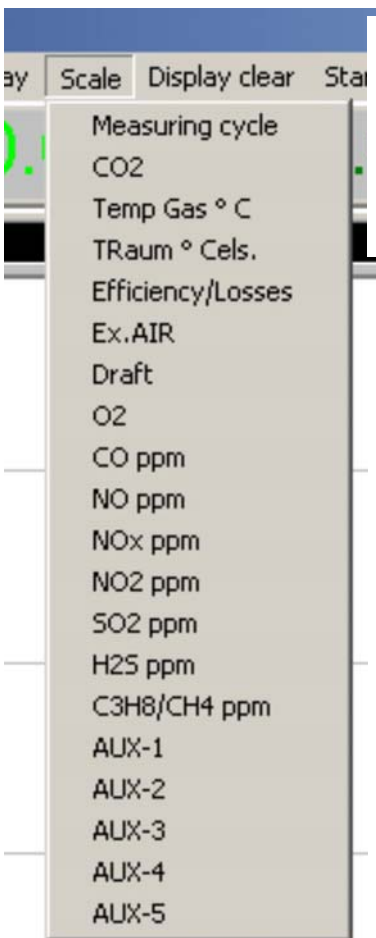 ay Scale Display clear Star
Measuring cycle
CO2
Temp Gas ° C
TRaum ° Cels.
Efficiency/Losses
Ex.AIR
Draft
O2
CO ppm
NO ppm
NOx ppm
NO2 ppm
SO2 ppm
H2S ppm
C3H8/CH4 ppm
AUX-1
AUX-2
AUX-3
AUX-4
AUX-5